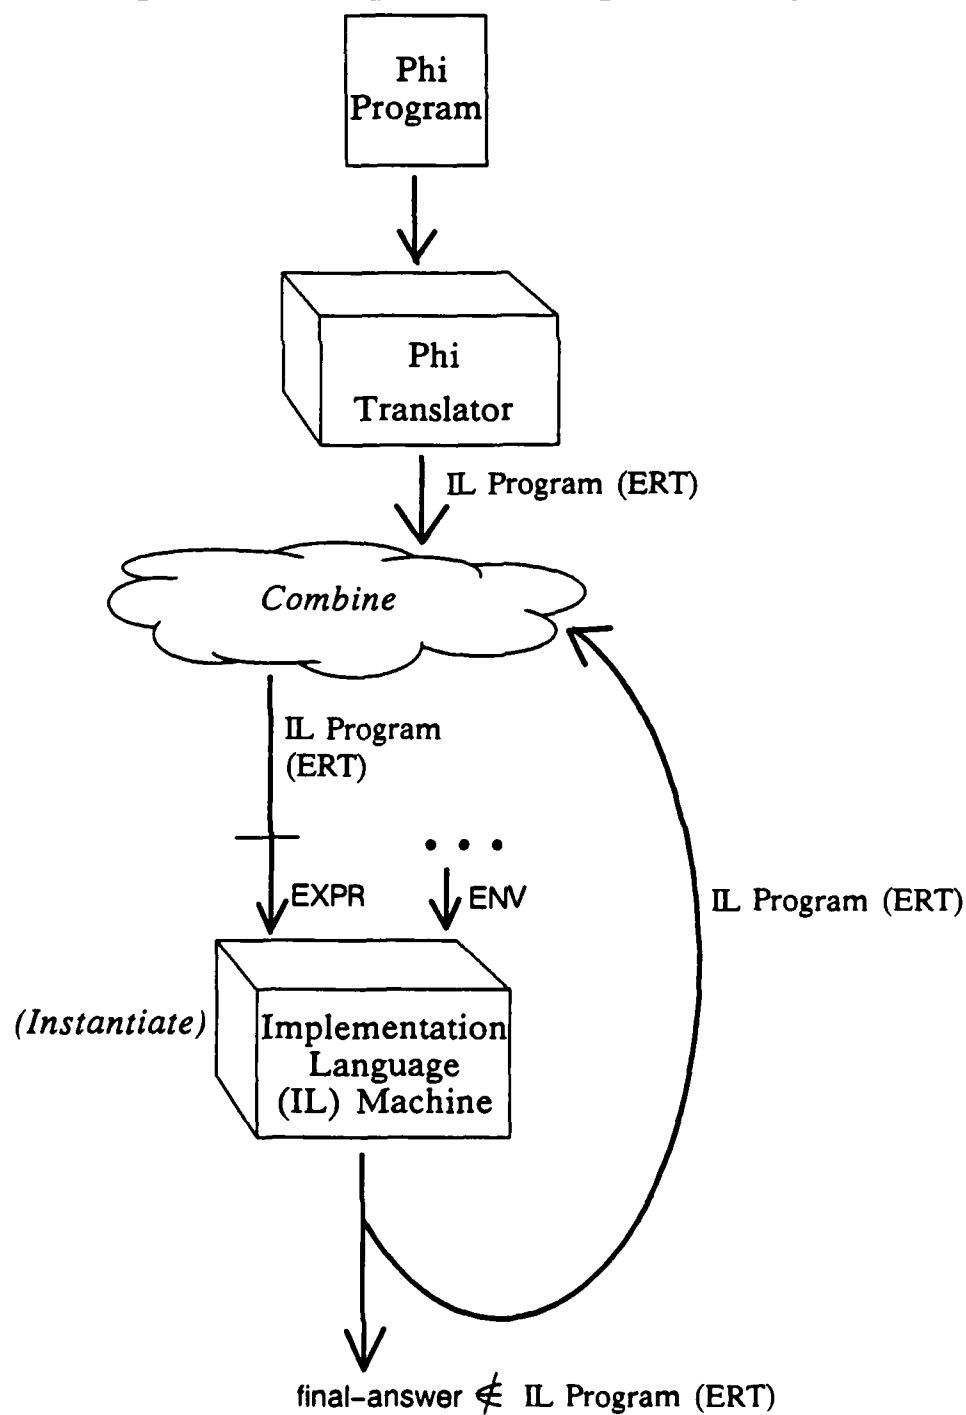 Phi
Program
Phi
Translator
IL Program (ERT)
Combine
IL Program
(ERT)
• • •
EXPR
ENV
IL Program (ERT)
(Instantiate)
Implementation
Language
(IL) Machine
final-answer ∉ IL Program (ERT)